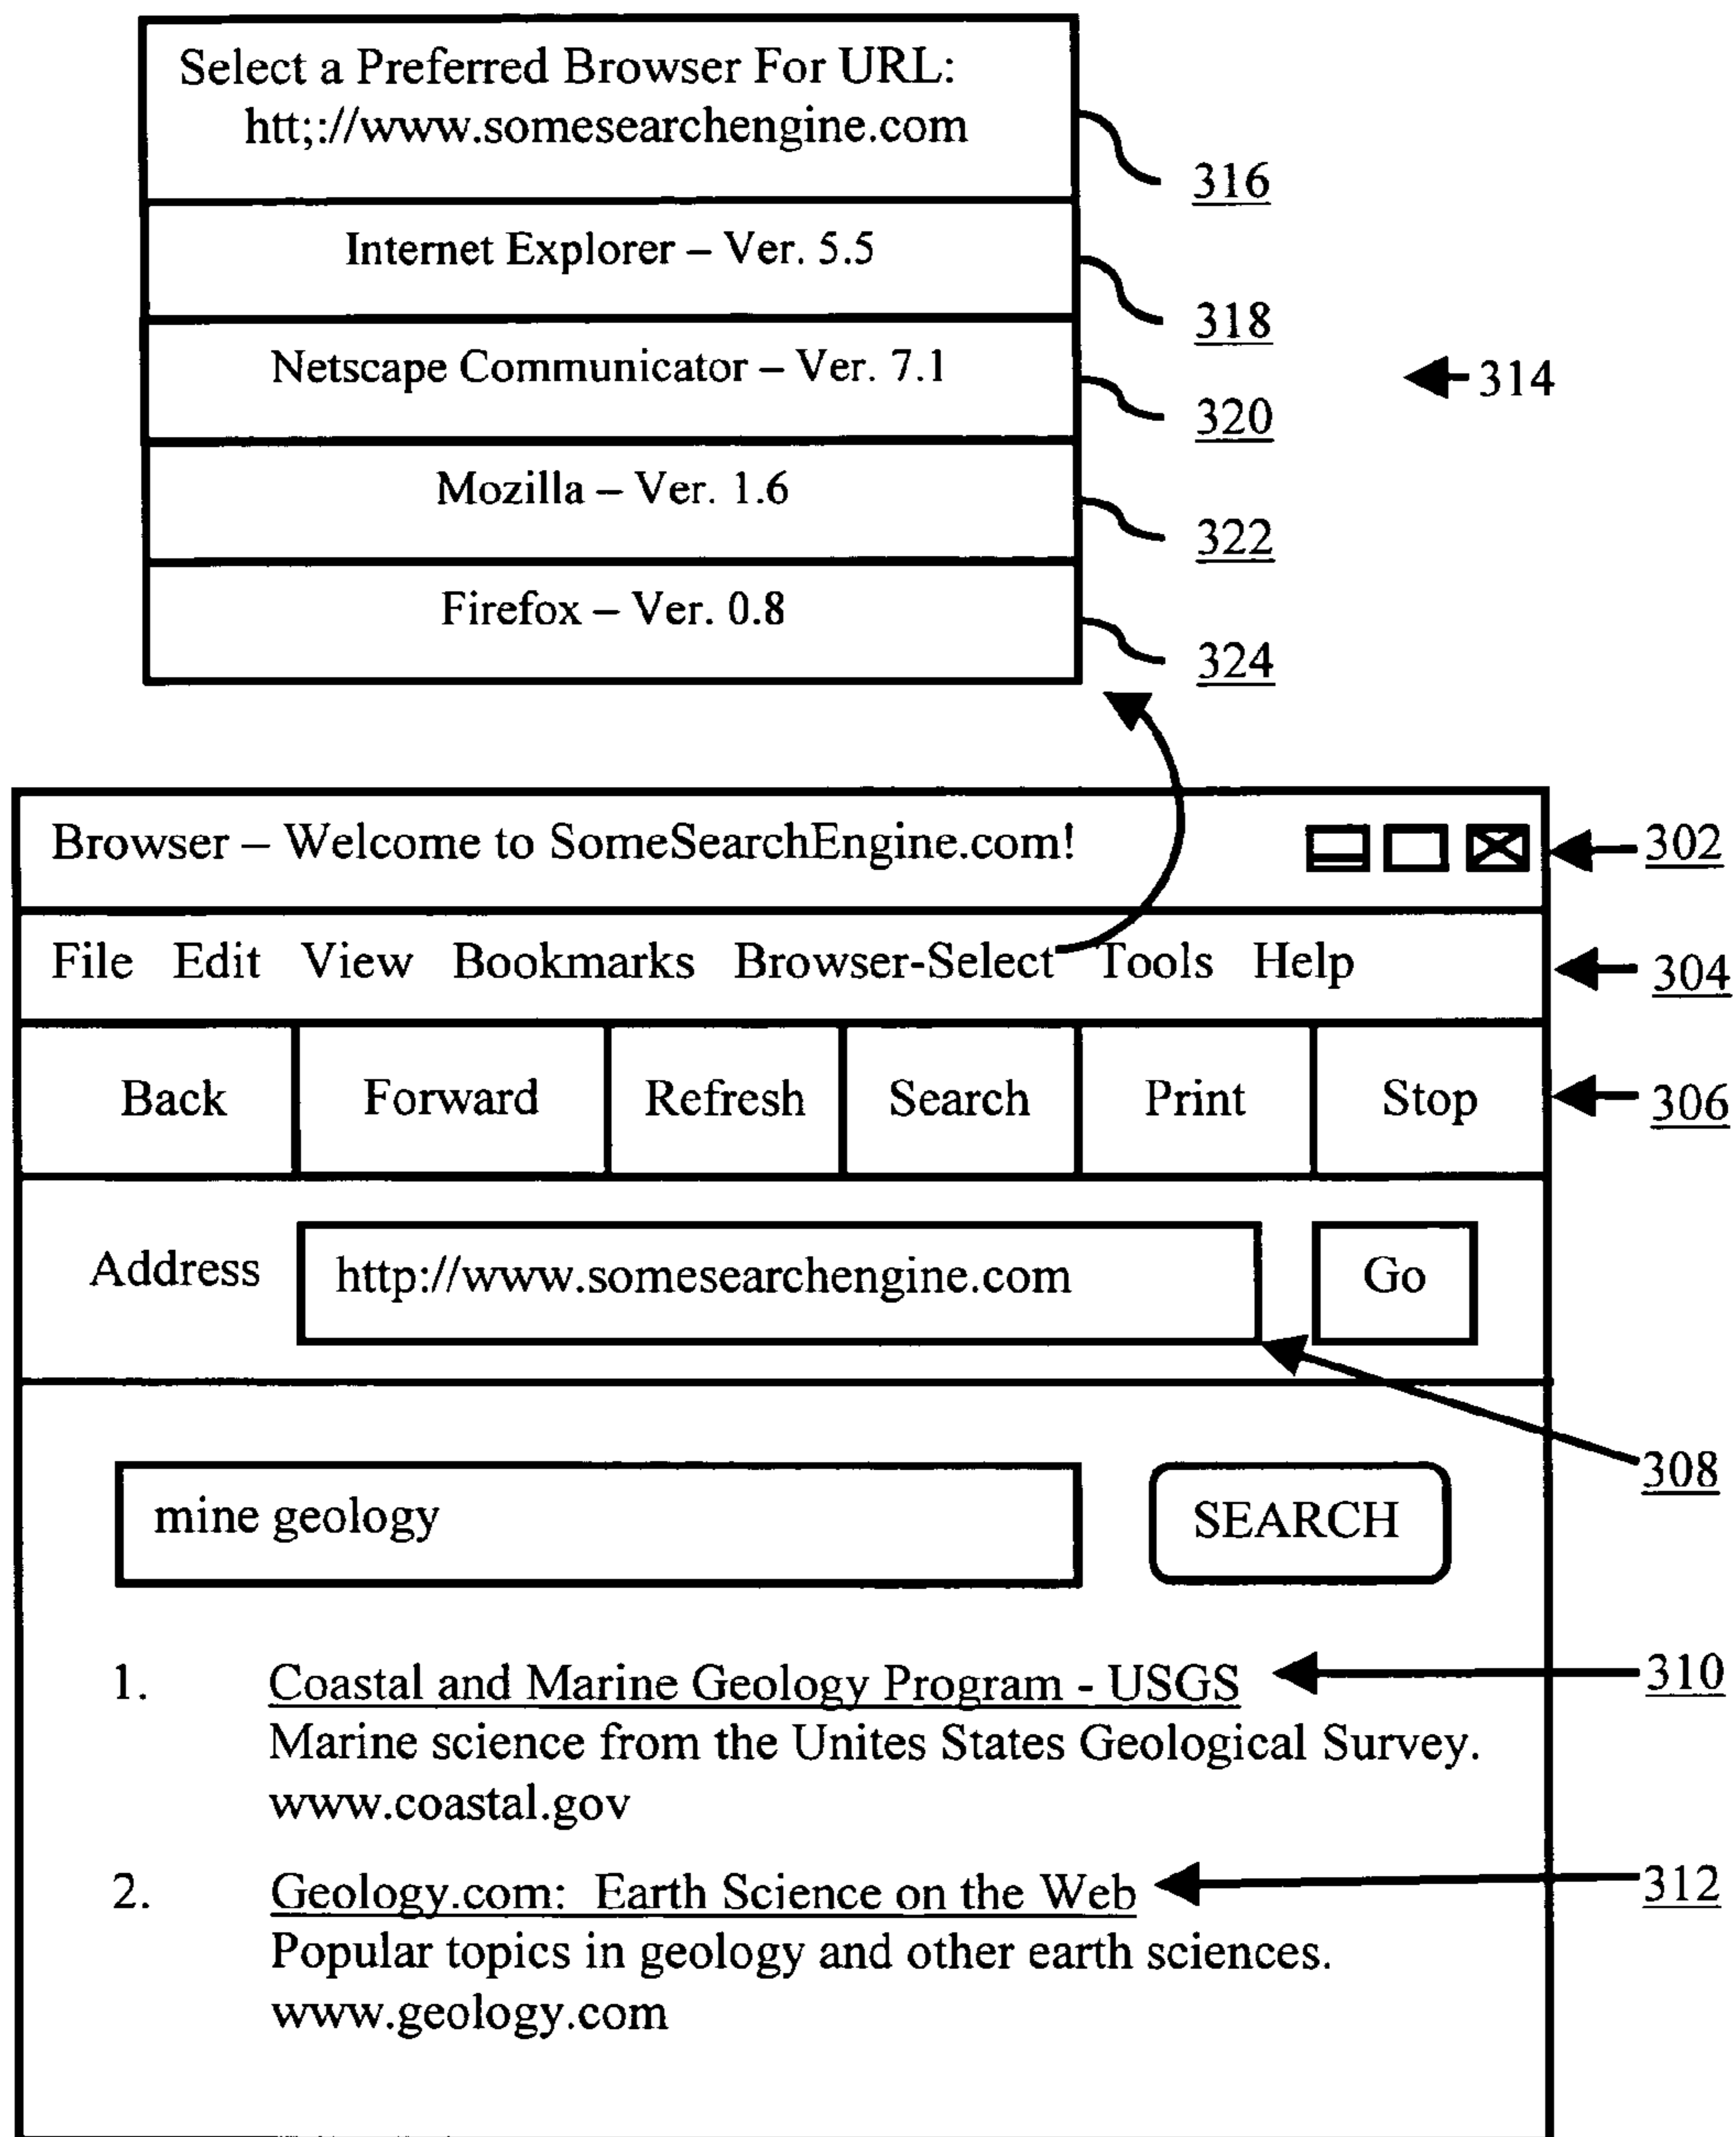 Select a Preferred Browser For URL:
htt;://www.somesearchengine.com
316
Internet Explorer – Ver. 5.5
318
Netscape Communicator – Ver. 7.1
314
320
Mozilla – Ver. 1.6
322
Firefox – Ver. 0.8
324
Browser – Welcome to SomeSearchEngine.com!
302
File Edit View Bookmarks Browser-Select Tools Help
304
Back Forward Refresh Search Print Stop
306
Address http://www.somesearchengine.com Go
308
mine geology SEARCH
1. Coastal and Marine Geology Program - USGS
310
Marine science from the Unites States Geological Survey.
www.coastal.gov
2. Geology.com: Earth Science on the Web
312
Popular topics in geology and other earth sciences.
www.geology.com